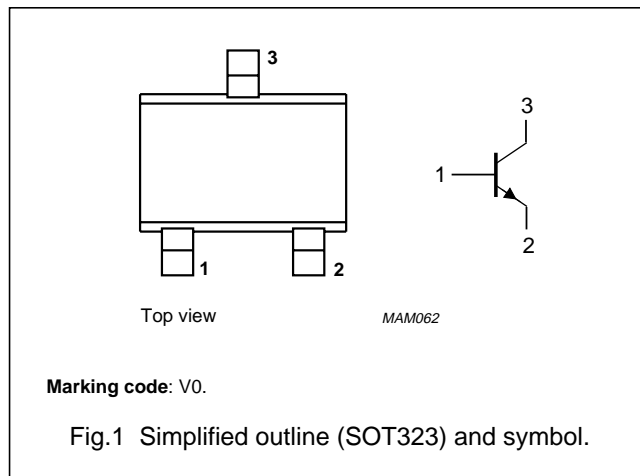 3
3
1
1
2
2
Top view
MAM062
Marking code: V0.
Fig.1 Simplified outline (SOT323) and symbol.